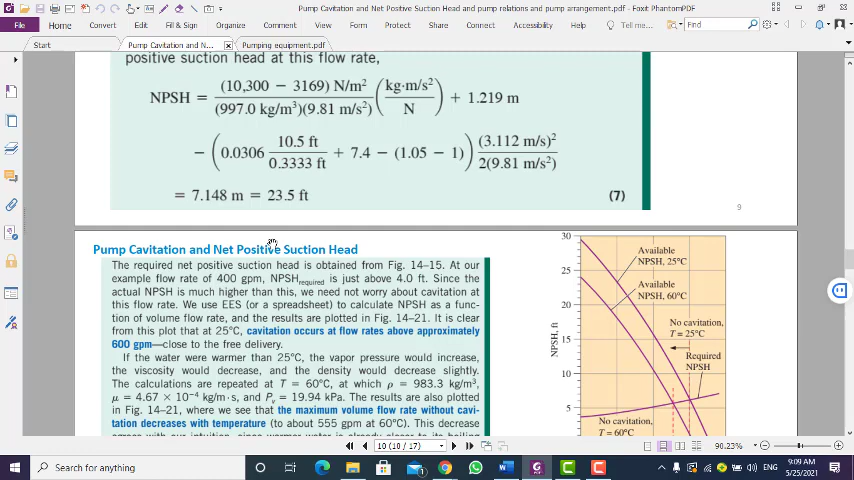 Pump Cavitation and Net Positive Suction Head and pump relations and pump arrangement.pdf - Foxit PhantomPDF
File Home Edit Fill & Sign Organize Comments View Form Protect Share Connect Accessibility Help Tell me... Find
Start Pump Cavitation and N... Pumping equipment.pdf
positive suction head at this flow rate,
NPSH = (10,300 − 3169) N/m² / (997.0 kg/m³)(9.81 m/s²) (kg·m/s² / N) + 1.219 m
− (0.0306 10.5 ft / 0.3333 ft + 7.4 − (1.05 − 1)) (3.112 m/s)² / 2(9.81 m/s²)
= 7.148 m = 23.5 ft (7)
9
Pump Cavitation and Net Positive Suction Head
The required net positive suction head is obtained from Fig. 14–15. At our
example flow rate of 400 gpm, NPSHrequired is just above 4.0 ft. Since the
actual NPSH is much higher than this, we need not worry about cavitation at
this flow rate. We use EES (or a spreadsheet) to calculate NPSH as a func-
tion of volume flow rate, and the results are plotted in Fig. 14–21. It is clear
from this plot that at 25°C, cavitation occurs at flow rates above approximately
600 gpm—close to the free delivery.
If the water were warmer than 25°C, the vapor pressure would increase,
the viscosity would decrease, and the density would decrease slightly.
The calculations are repeated at T = 60°C, at which ρ = 983.3 kg/m³,
μ = 4.67 × 10⁻⁴ kg/m·s, and Pv = 19.94 kPa. The results are also plotted
in Fig. 14–21, where we see that the maximum volume flow rate without cavi-
tation decreases with temperature (to about 555 gpm at 60°C). This decrease
agrees with our intuition, since warmer water is already closer to its boiling
30
25
20
15
10
5
NPSH, ft
Available
NPSH, 25°C
Available
NPSH, 60°C
No cavitation,
T = 25°C
Required
NPSH
No cavitation,
T = 60°C
10 (10 / 17) 90.23%
Search for anything
ENG
9:09 AM
5/25/2021